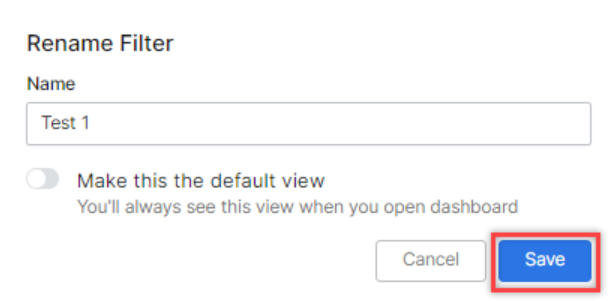 Rename Filter
Name
Test 1
Make this the default view
You'll always see this view when you open dashboard
Cancel Save